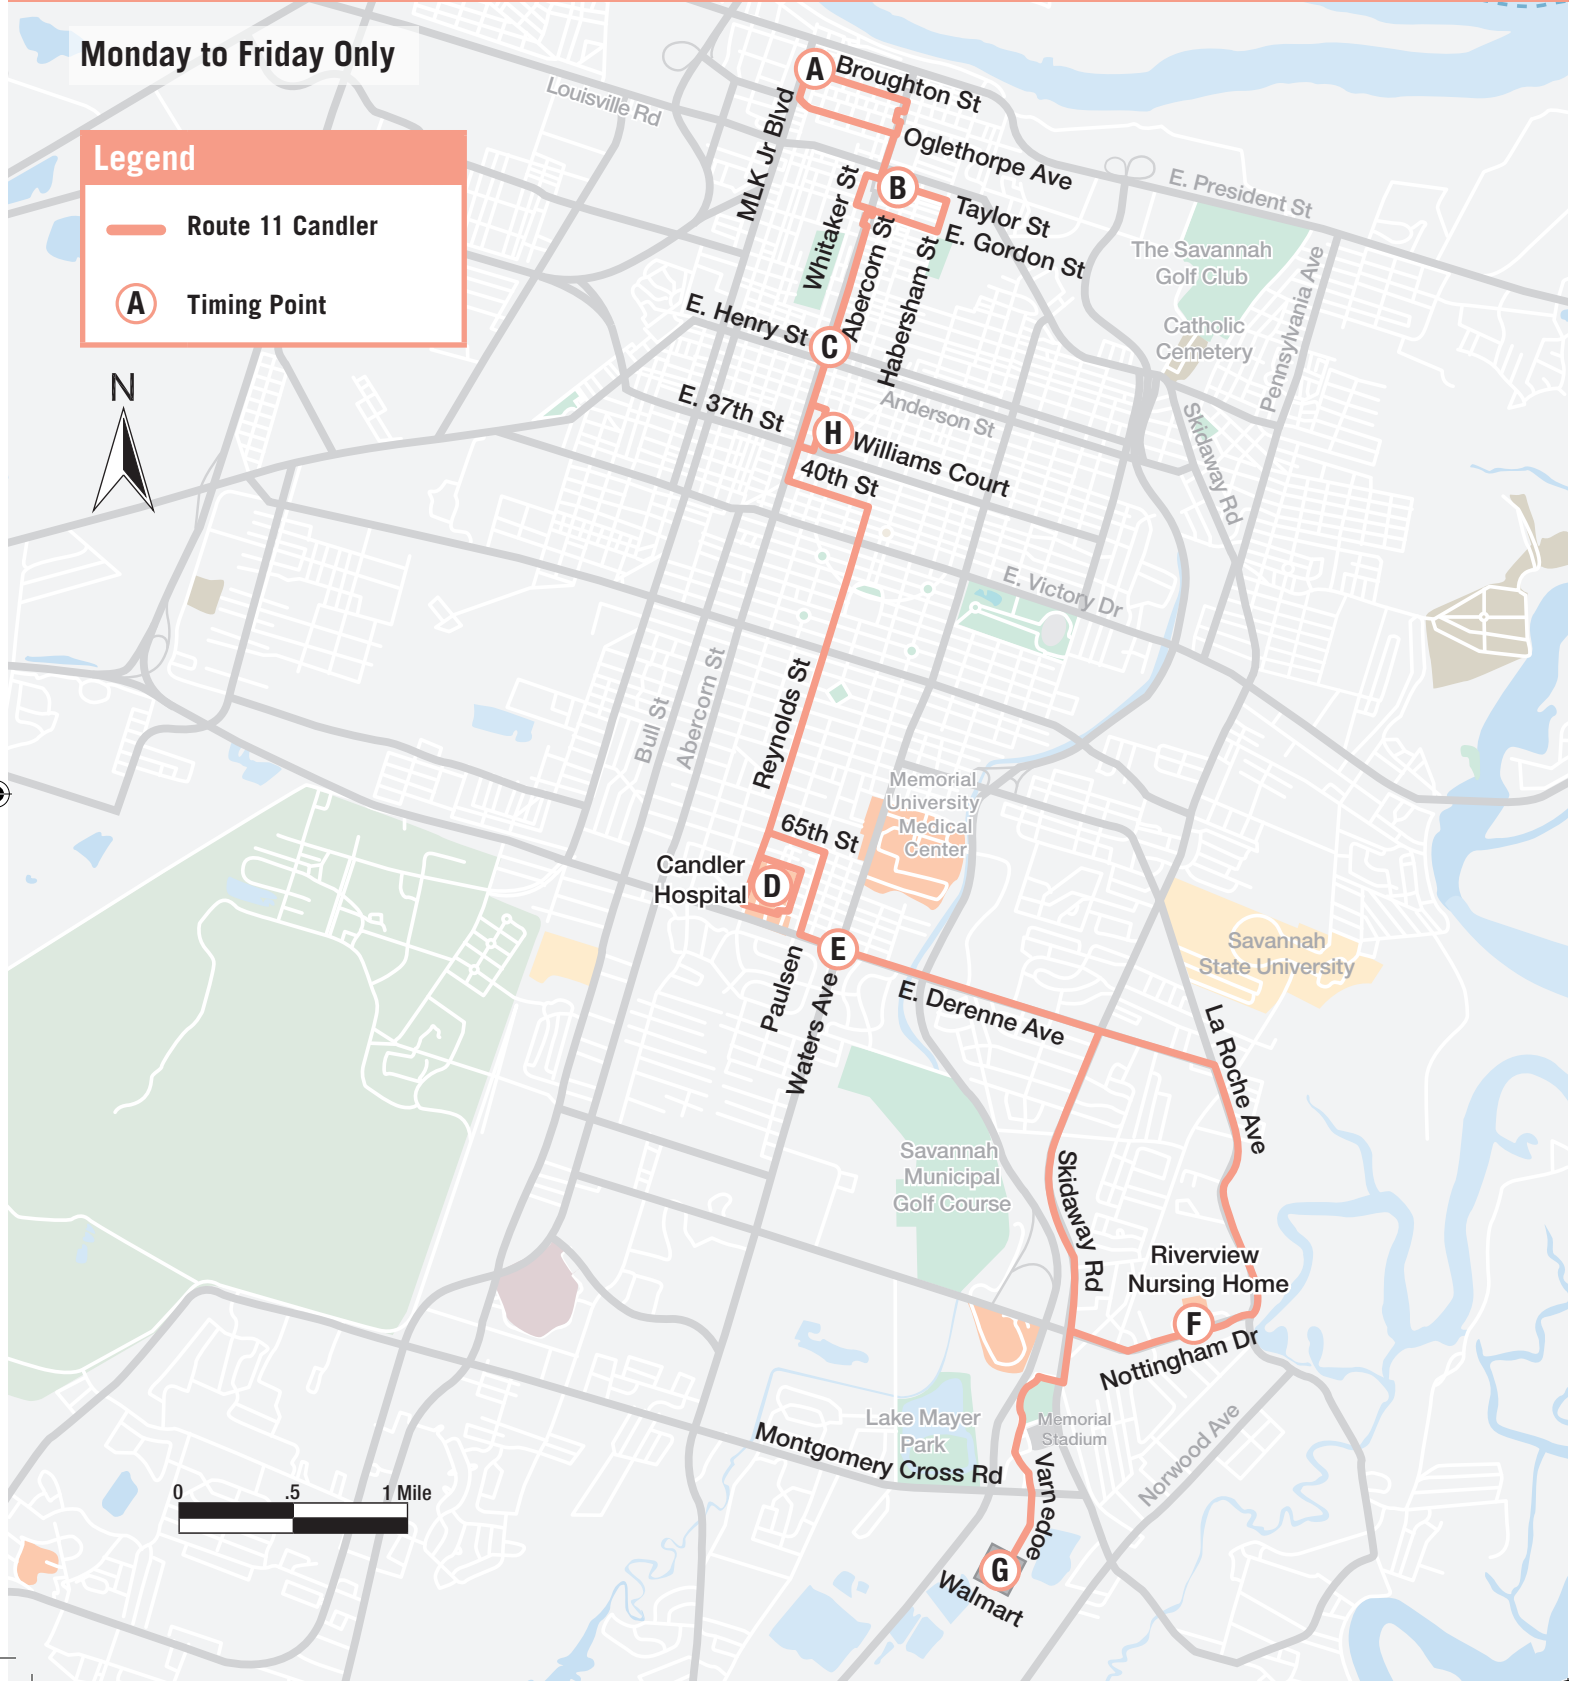 Monday to Friday Only
Legend
Route 11 Candler
A
Timing Point
N
A
Broughton St
Louisville Rd
MLK Jr Blvd
Oglethorpe Ave
E. President St
Whitaker St
B
Taylor St
E. Gordon St
Abercorn St
Habersham St
The Savannah
Golf Club
Pennsylvania Ave
Catholic
Cemetery
E. Henry St
C
E. 37th St
Anderson St
H
Williams Court
Skidaway Rd
40th St
E. Victory Dr
Reynolds St
Bull St
Abercorn St
Memorial
University
Medical
Center
65th St
Candler
Hospital
D
Savannah
State University
E
Paulsen
Waters Ave
E. Derenne Ave
La Roche Ave
Savannah
Municipal
Golf Course
Skidaway Rd
Riverview
Nursing Home
F
Nottingham Dr
Lake Mayer
Park
Memorial
Stadium
Norwood Ave
Montgomery Cross Rd
Varnedoe
0 .5 1 Mile
G
Walmart